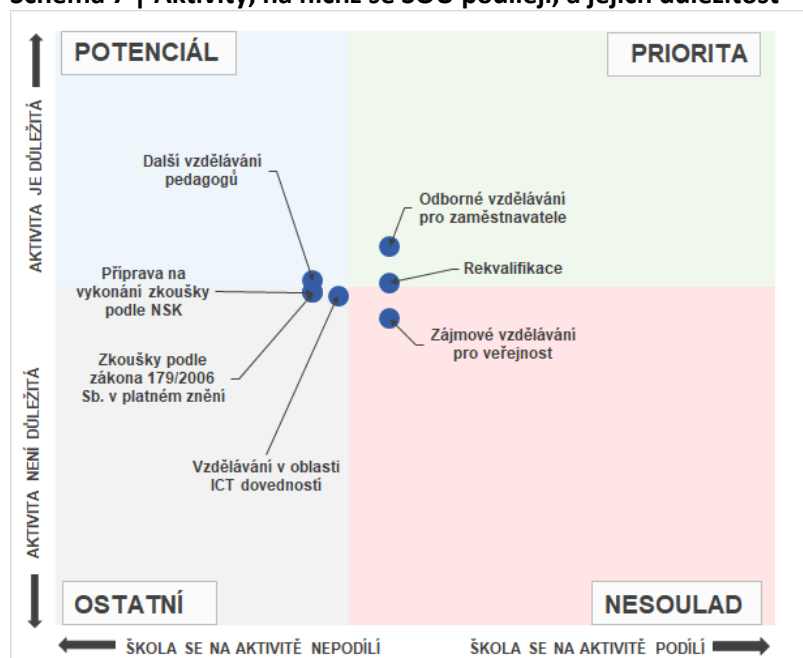 Schéma 7 | Aktivity, na nichž se SOU podílejí, a jejich důležitost
POTENCIÁL
PRIORITA
AKTIVITA JE DŮLEŽITÁ
Další vzdělávání
pedagogů
Odborné vzdělávání
pro zaměstnavatele
Příprava na
vykonání zkoušky
podle NSK
Rekvalifikace
Zájmové vzdělávání
pro veřejnost
Zkoušky podle
zákona 179/2006
Sb. v platném znění
AKTIVITA NENÍ DŮLEŽITÁ
Vzdělávání v oblasti
ICT dovedností
OSTATNÍ
NESOULAD
ŠKOLA SE NA AKTIVITĚ NEPODÍLÍ
ŠKOLA SE NA AKTIVITĚ PODÍLÍ